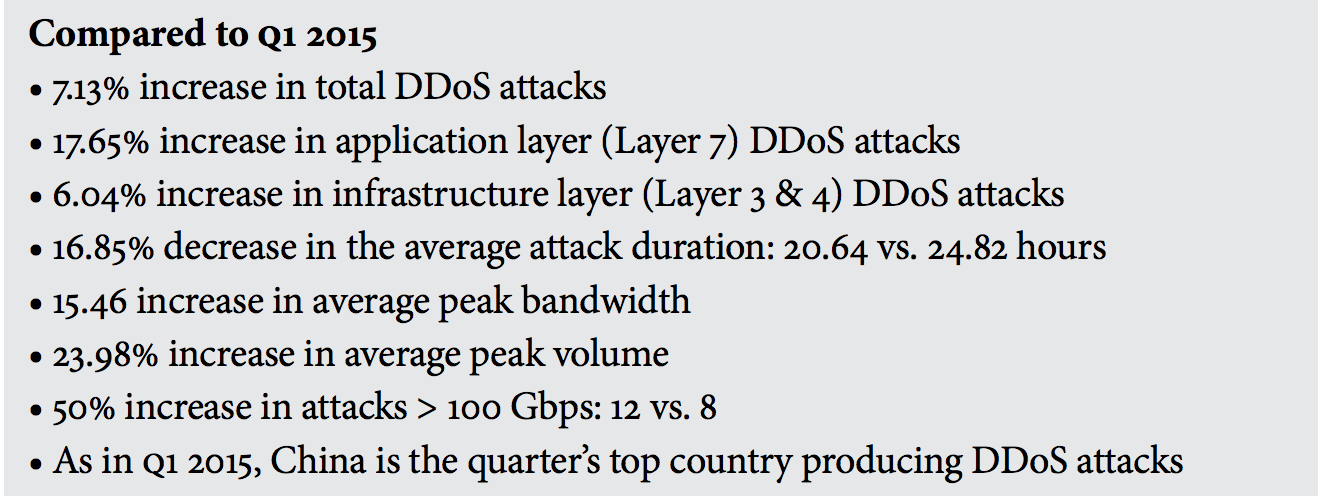 Compared to Q1 2015
• 7.13% increase in total DDoS attacks
• 17.65% increase in application layer (Layer 7) DDoS attacks
• 6.04% increase in infrastructure layer (Layer 3 & 4) DDoS attacks
• 16.85% decrease in the average attack duration: 20.64 vs. 24.82 hours
• 15.46 increase in average peak bandwidth
• 23.98% increase in average peak volume
• 50% increase in attacks > 100 Gbps: 12 vs. 8
• As in Q1 2015, China is the quarter’s top country producing DDoS attacks